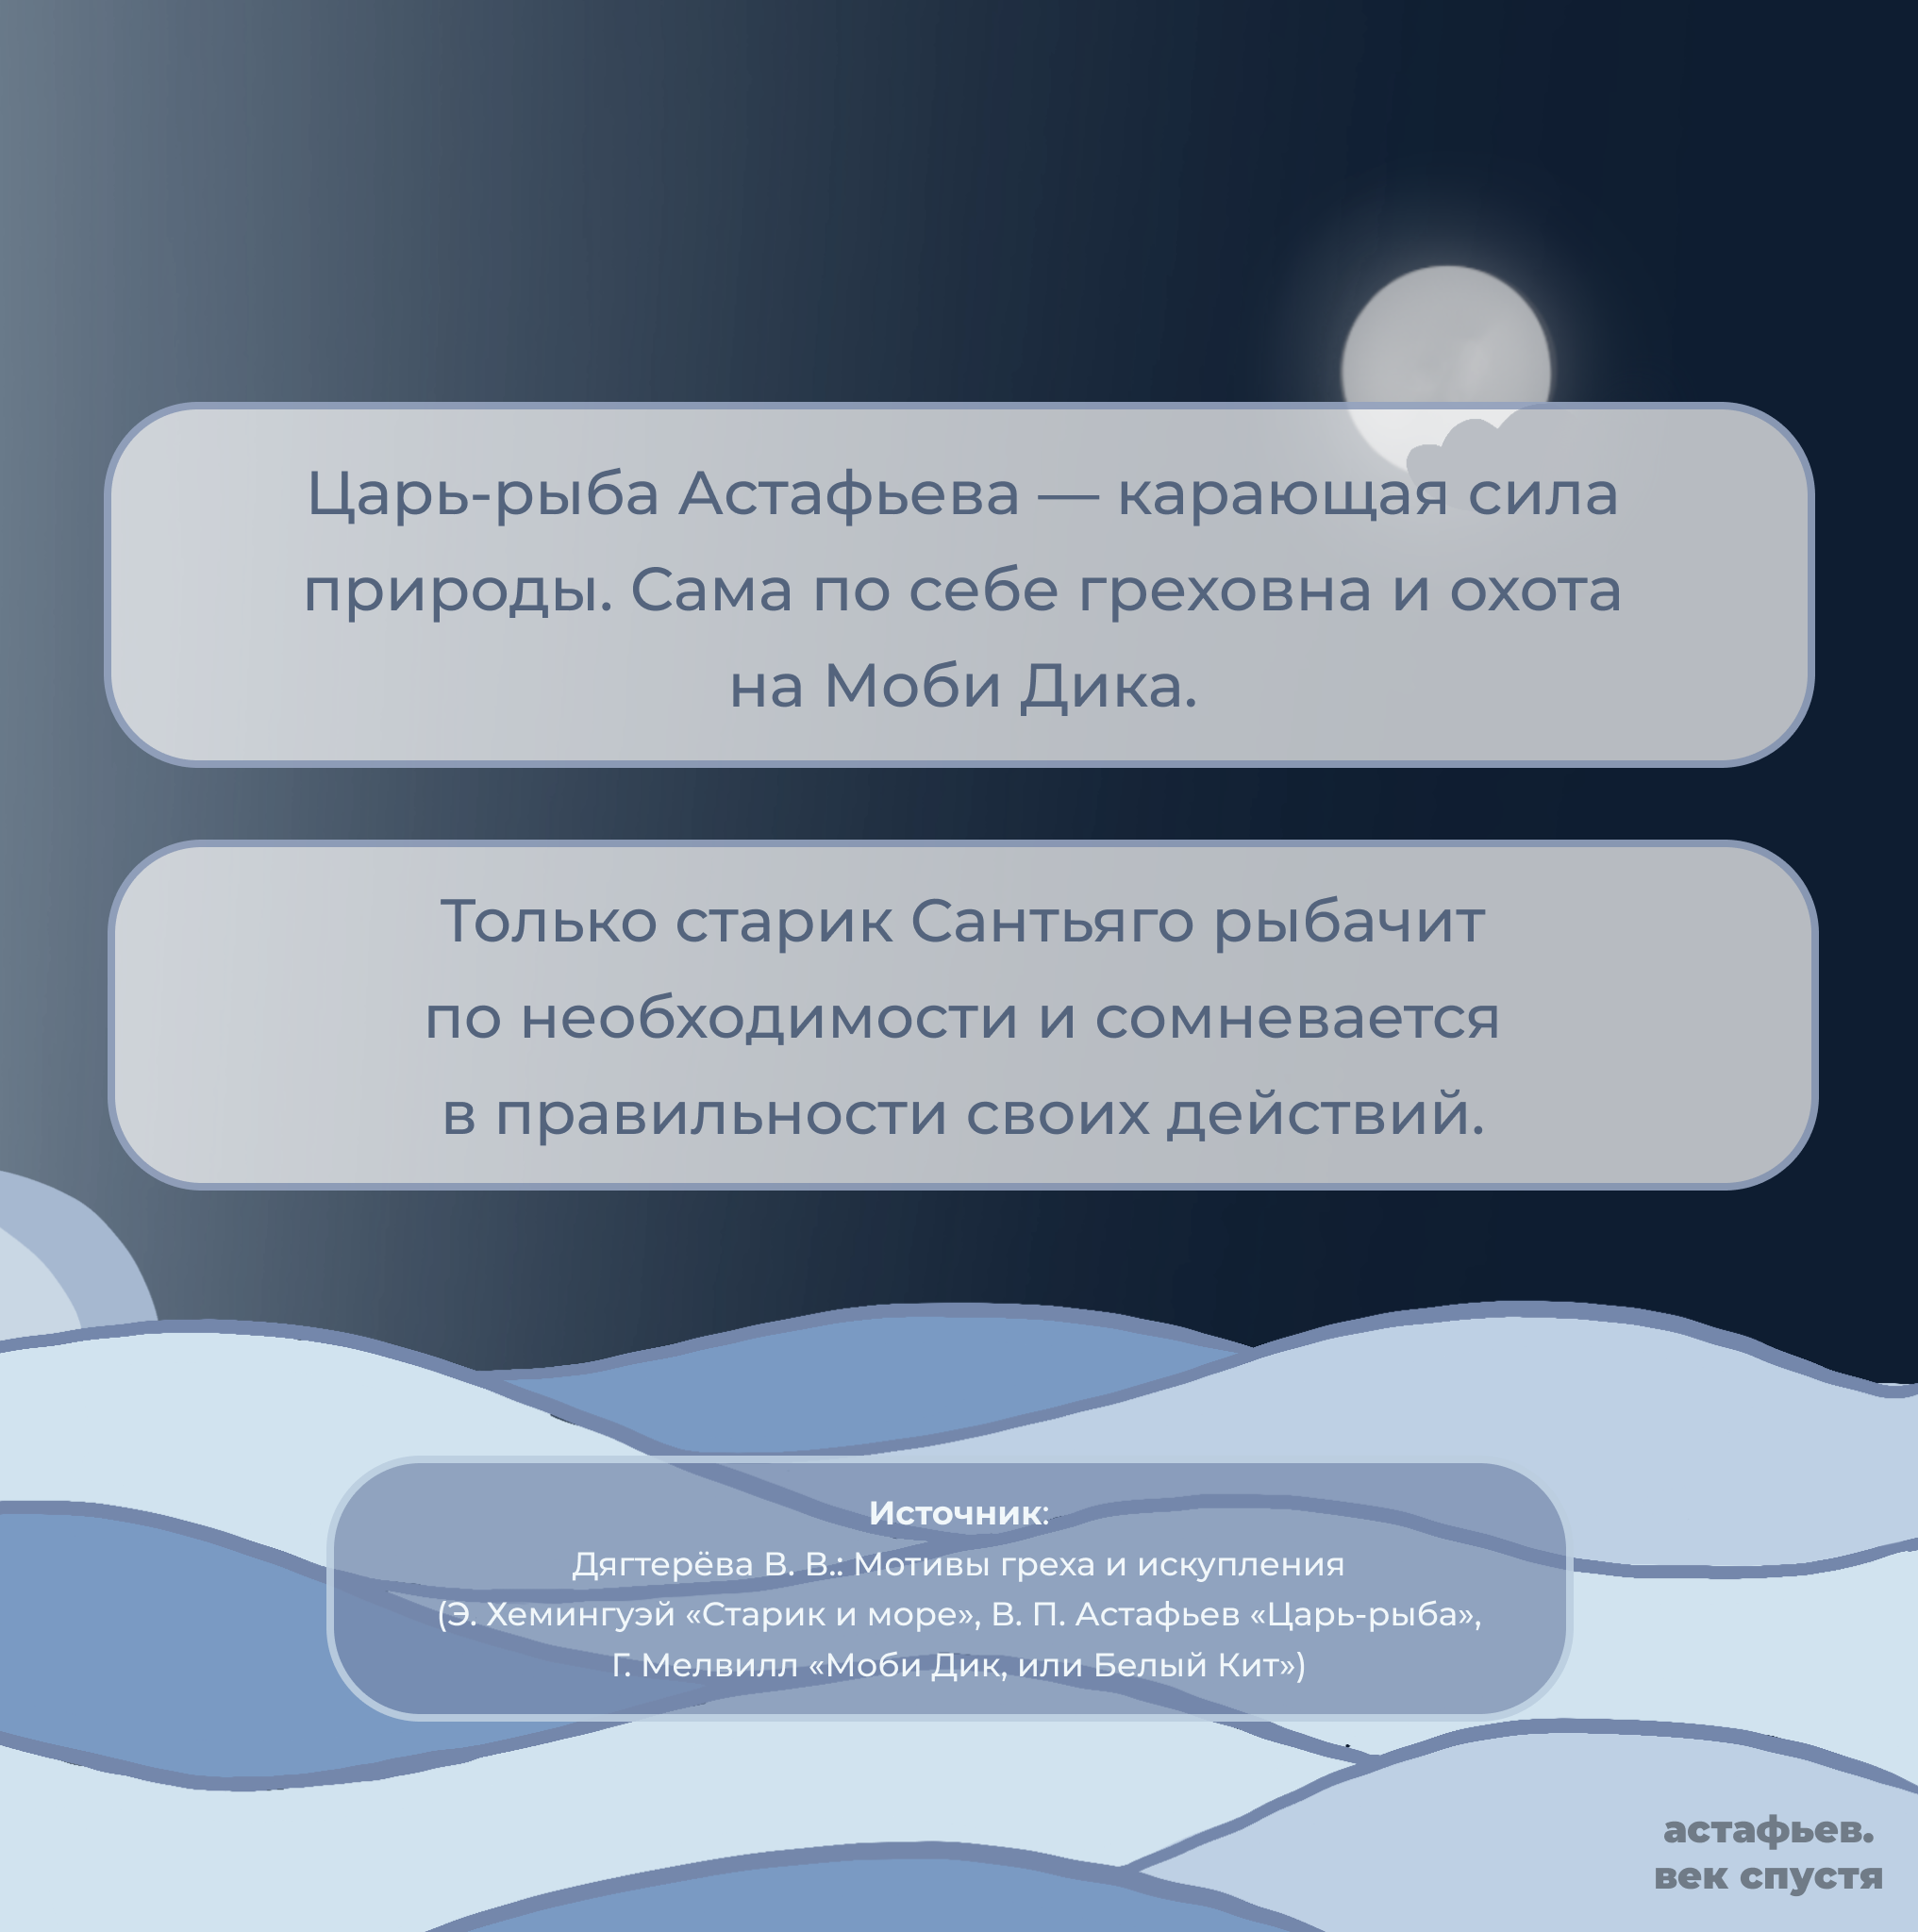 Царь-рыба Астафьева — карающая сила
природы. Сама по себе греховна и охота
на Моби Дика.
Только старик Сантьяго рыбачит
по необходимости и сомневается
в правильности своих действий.
Источник:
Дягтерёва В. В.: Мотивы греха и искупления
(Э. Хемингуэй «Старик и море», В. П. Астафьев «Царь-рыба»,
Г. Мелвилл «Моби Дик, или Белый Кит»)
астафьев.
век спустя